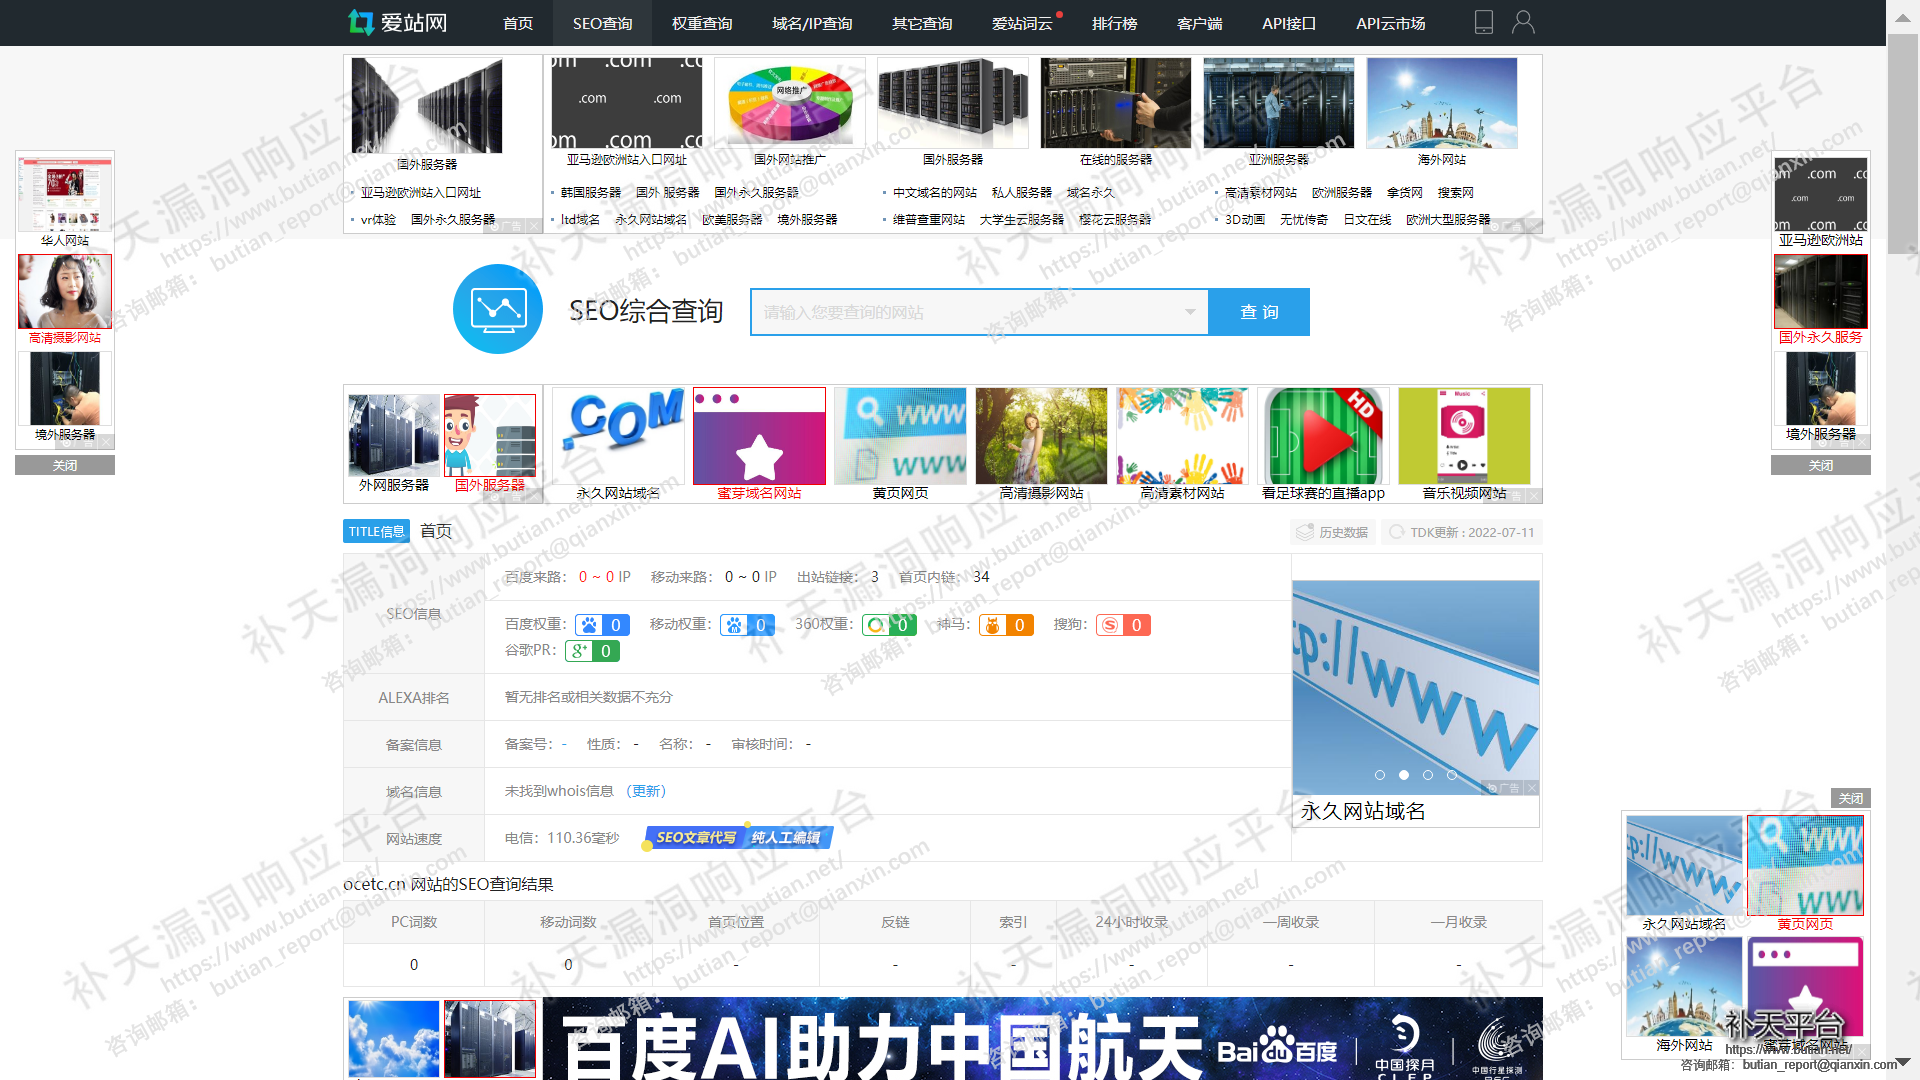 爱站网 首页 SEO查询 权重查询 域名/IP查询 其它查询 爱站词云 排行榜 客户端 API接口 API云市场
国外服务器 亚马逊欧洲站入口网址 国外网站推广 国外服务器 在线的服务器 亚洲服务器 海外网站
亚马逊欧洲站入口网址 韩国服务器 国外 服务器 国外永久服务器 中文域名的网站 私人服务器 域名永久 高清素材网站 欧洲服务器 拿货网 搜索网
vr体验 国外永久服务器 ltd域名 永久网站域名 欧美服务器 境外服务器 维普查重网站 大学生云服务器 樱花云服务器 3D动画 无忧传奇 日文在线 欧洲大型服务器
华人网站
高清摄影网站
境外服务器
关闭
亚马逊欧洲站
国外永久服务
境外服务器
关闭
SEO综合查询 请输入您要查询的网站 查 询
外网服务器 国外服务器 永久网站域名 蜜芽域名网站 黄页网页 高清摄影网站 高清素材网站 看足球赛的直播app 音乐视频网站
TITLE信息 首页 历史数据 TDK更新 : 2022-07-11
SEO信息
百度来路： 0 ~ 0 IP 移动来路： 0 ~ 0 IP 出站链接： 3 首页内链： 34
百度权重： 0 移动权重： 0 360权重： 0 神马： 0 搜狗： 0
谷歌PR： 0
ALEXA排名 暂无排名或相关数据不充分
备案信息 备案号：- 性质： - 名称： - 审核时间： -
域名信息 未找到whois信息 （更新）
网站速度 电信：110.36毫秒 SEO文章代写 纯人工编辑
永久网站域名
ocetc.cn 网站的SEO查询结果
PC词数 移动词数 首页位置 反链 索引 24小时收录 一周收录 一月收录
0 0 - - - - - -
百度AI助力中国航天 Bai du 百度 中国探月 CLEP 中国行星探测
关闭
永久网站域名 黄页网页
海外网站 蜜芽域名网站
补天平台
https://www.butian.net/
咨询邮箱：butian_report@qianxin.com
补天漏洞响应平台
https://www.butian.net/
咨询邮箱：butian_report@qianxin.com